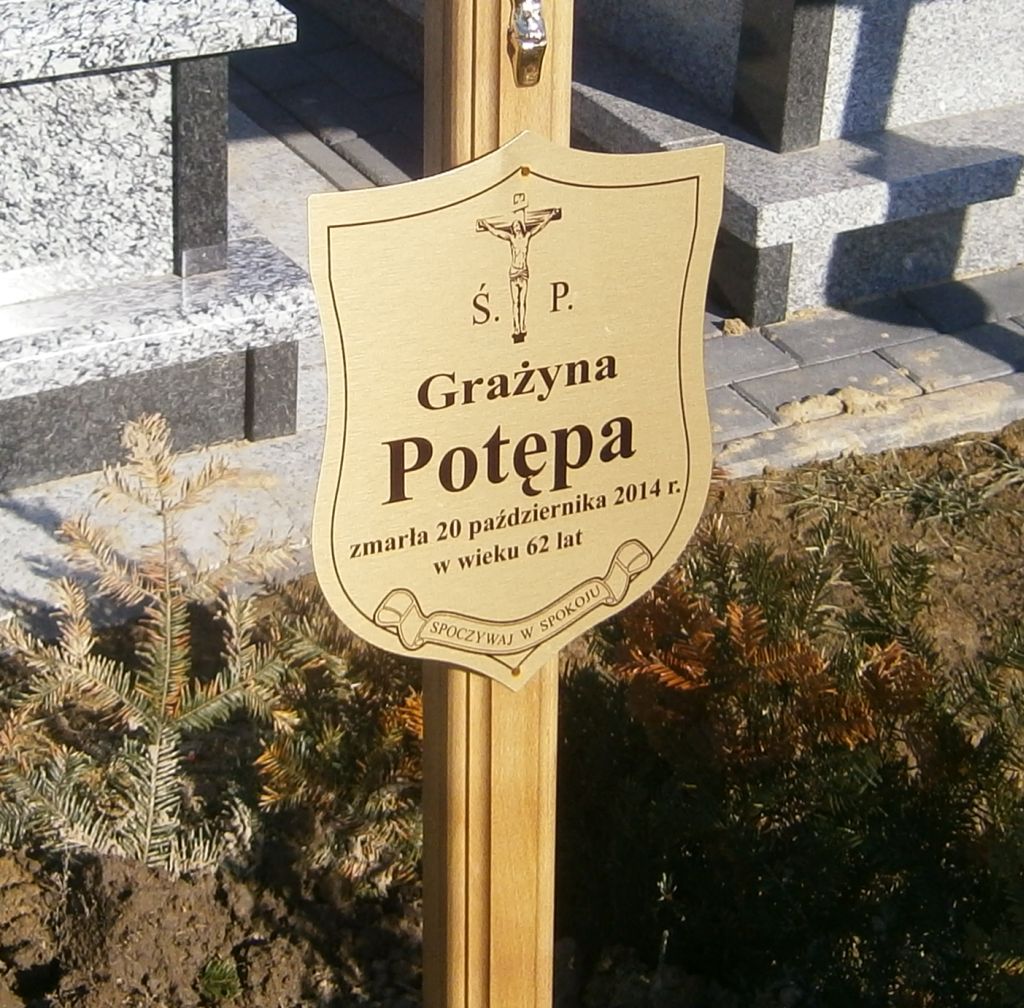 Ś. P.
Grażyna
Potępa
zmarła 20 października 2014 r.
w wieku 62 lat
SPOCZYWAJ W SPOKOJU